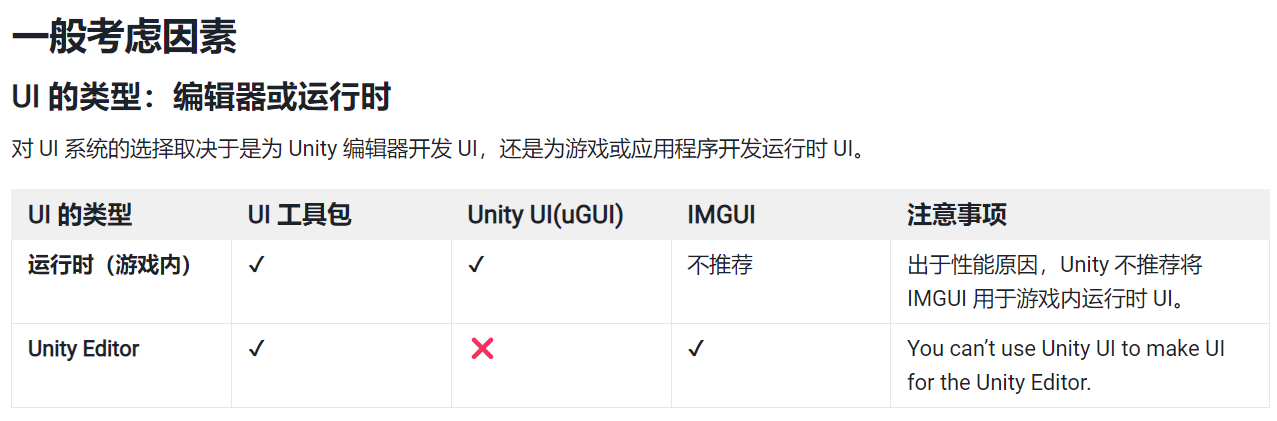 一般考虑因素
UI 的类型：编辑器或运行时
对 UI 系统的选择取决于是为 Unity 编辑器开发 UI，还是为游戏或应用程序开发运行时 UI。
UI 的类型 UI 工具包 Unity UI(uGUI) IMGUI 注意事项
运行时（游戏内） ✓ ✓ 不推荐 出于性能原因，Unity 不推荐将
IMGUI 用于游戏内运行时 UI。
Unity Editor ✓ ❌ ✓ You can’t use Unity UI to make UI
for the Unity Editor.